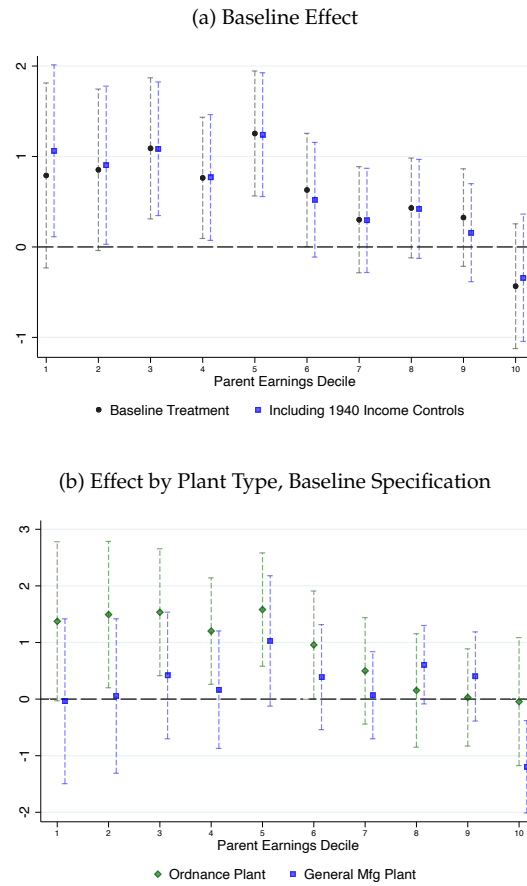 (a) Baseline Effect
2
1
0
-1
1 2 3 4 5 6 7 8 9 10
Parent Earnings Decile
Baseline Treatment Including 1940 Income Controls
(b) Effect by Plant Type, Baseline Specification
3
2
1
0
-1
-2
1 2 3 4 5 6 7 8 9 10
Parent Earnings Decile
Ordnance Plant General Mfg Plant